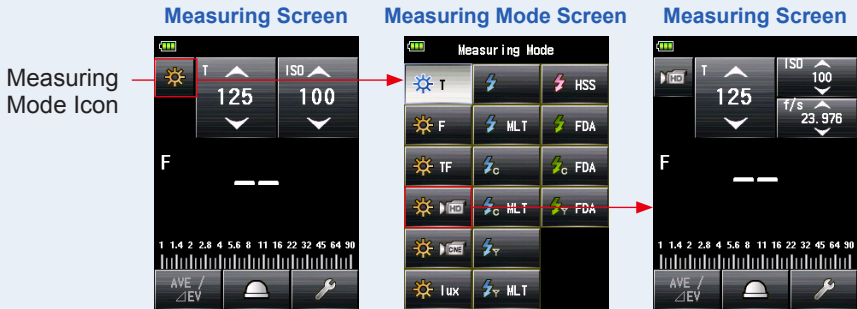 Measuring Screen
Measuring Mode Screen
Measuring Screen
Measuring
Mode Icon
T
125
ISO
100
F
1 1.4 2 2.8 4 5.6 8 11 16 22 32 45 64 90
AVE /
⊿EV
Measuring Mode
T
HSS
F
MLT
FDA
TF
C
C FDA
HD
C MLT
Y FDA
CINE
Y
lux
Y MLT
HD
T
125
ISO
100
f/s
23.976
F
1 1.4 2 2.8 4 5.6 8 11 16 22 32 45 64 90
AVE /
⊿EV